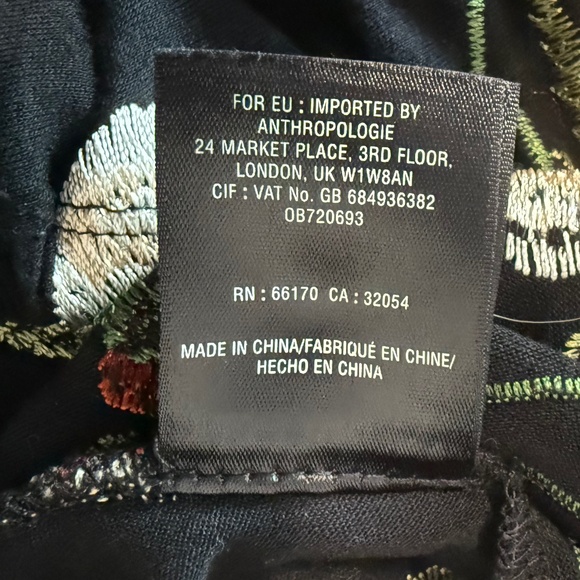 FOR EU : IMPORTED BY
ANTHROPOLOGIE
24 MARKET PLACE, 3RD FLOOR,
LONDON, UK W1W8AN
CIF : VAT No. GB 684936382
OB720693
RN : 66170 CA : 32054
MADE IN CHINA/FABRIQUÉ EN CHINE/
HECHO EN CHINA